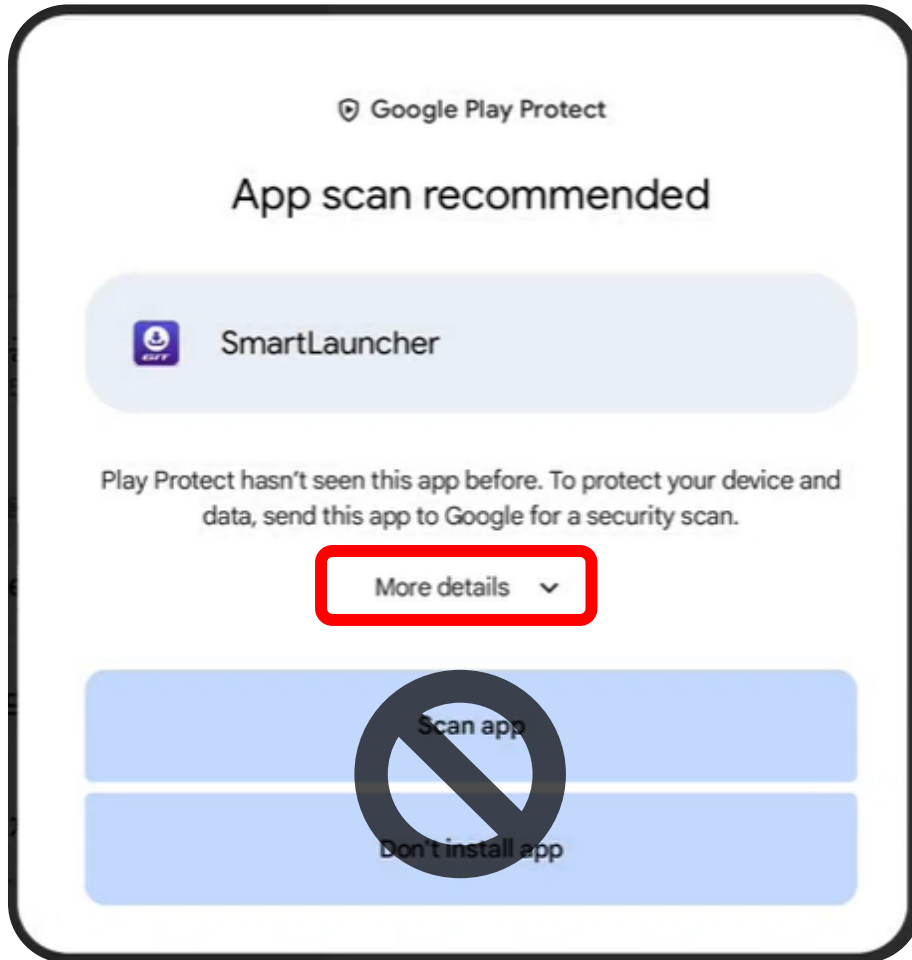 Google Play Protect
App scan recommended
GIT
SmartLauncher
Play Protect hasn't seen this app before. To protect your device and
data, send this app to Google for a security scan.
More details
Scan app
Don't install app